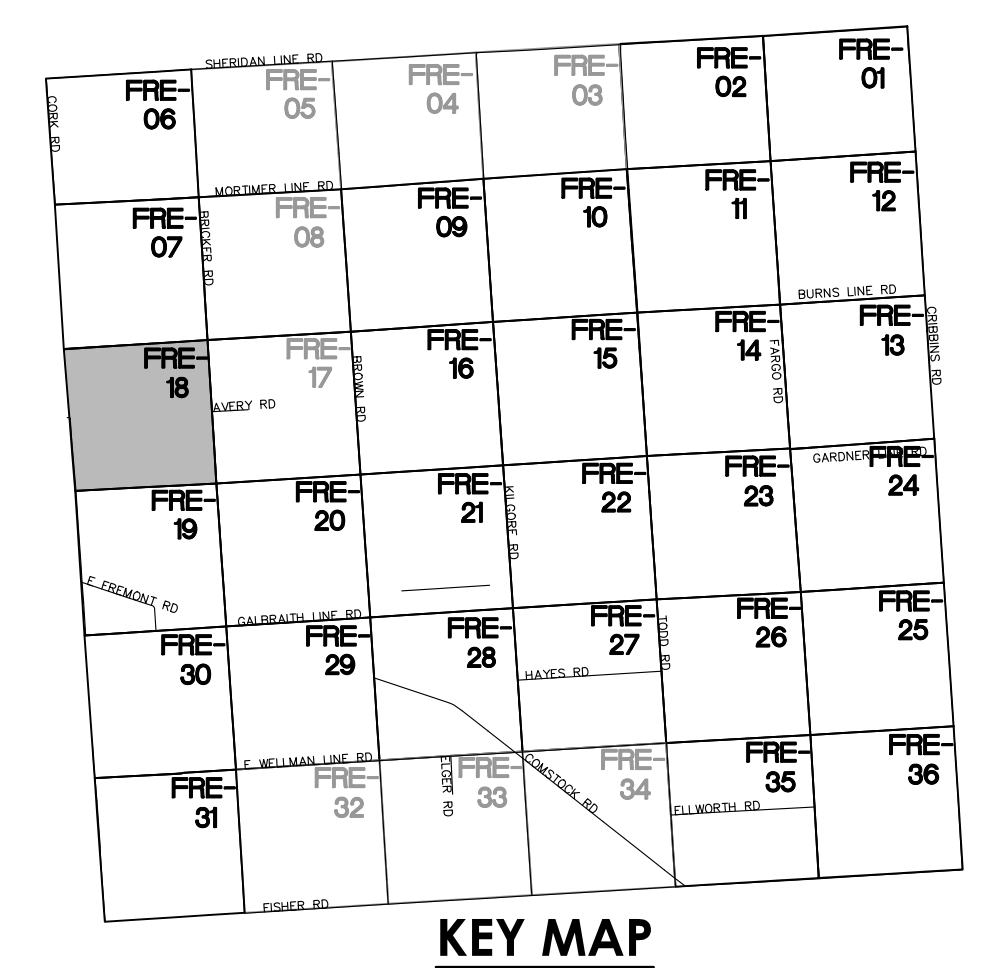 SHERIDAN LINE RD
FRE-
06
FRE-
05
FRE-
04
FRE-
03
FRE-
02
FRE-
01
CORK RD
MORTIMER LINE RD
FRE-
07
BRICKER RD
FRE-
08
FRE-
09
FRE-
10
FRE-
11
FRE-
12
BURNS LINE RD
FRE-
18
FRE-
17
AVERY RD
BROWN RD
FRE-
16
FRE-
15
FRE-
14
FARGO RD
FRE-
13
CRIBBINS RD
FRE-
19
E FREMONT RD
FRE-
20
FRE-
21
KILGORE RD
FRE-
22
FRE-
23
GARDNER LINE RD
FRE-
24
GALBRAITH LINE RD
FRE-
30
FRE-
29
FRE-
28
FRE-
27
HAYES RD
TODD RD
FRE-
26
FRE-
25
E WELLMAN LINE RD
FRE-
31
FRE-
32
ELGER RD
FRE-
33
COMSTOCK RD
FRE-
34
FRE-
35
ELLWORTH RD
FRE-
36
FISHER RD
KEY MAP